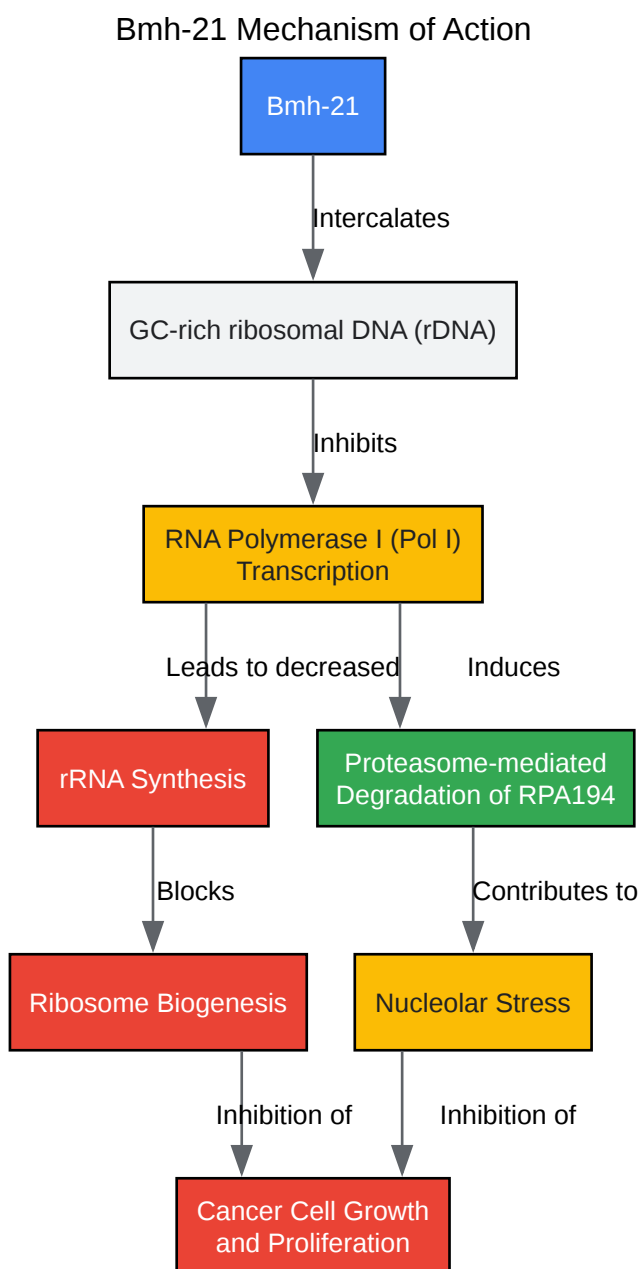 Bmh-21 Mechanism of Action
Bmh-21
Intercalates
GC-rich ribosomal DNA (rDNA)
Inhibits
RNA Polymerase I (Pol I)
Transcription
Leads to decreased
Induces
rRNA Synthesis
Proteasome-mediated
Degradation of RPA194
Blocks
Contributes to
Ribosome Biogenesis
Nucleolar Stress
Inhibition of
Inhibition of
Cancer Cell Growth
and Proliferation